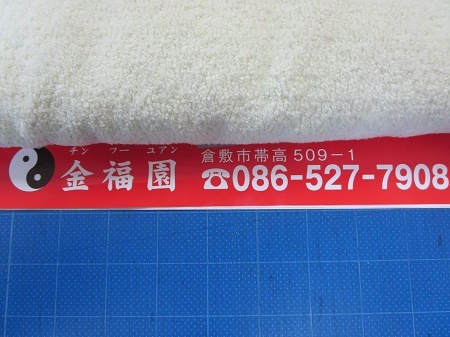 チン フー ユアン
金福園
倉敷市帯高509-1
☎086-527-7908